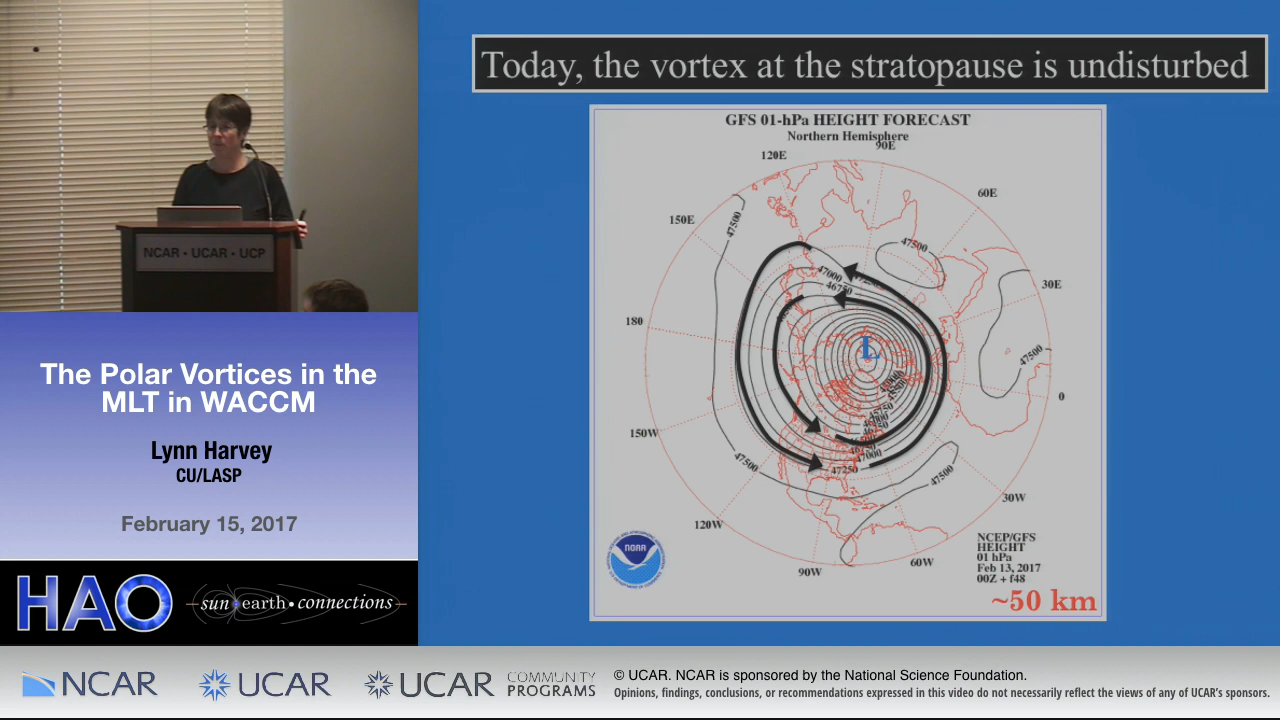 Today, the vortex at the stratopause is undisturbed
GFS 01-hPa HEIGHT FORECAST
Northern Hemisphere
90E
120E
60E
150E
47500
47500
47000
46750
30E
180
L
47500
0
45750
150W
47000
47500
47250
47500
30W
120W
NOAA
90W
60W
NCEP/GFS
HEIGHT
01 hPa
Feb 13, 2017
00Z + f48
~50 km
NCAR • UCAR • UCP
The Polar Vortices in the
MLT in WACCM
Lynn Harvey
CU/LASP
February 15, 2017
HAO
sun • earth • connections
NCAR
UCAR
UCAR
COMMUNITY
PROGRAMS
© UCAR. NCAR is sponsored by the National Science Foundation.
Opinions, findings, conclusions, or recommendations expressed in this video do not necessarily reflect the views of any of UCAR's sponsors.